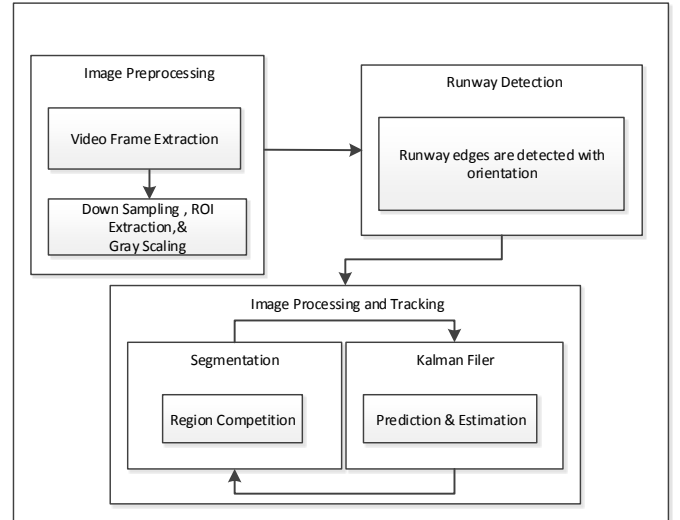 Image Preprocessing
Video Frame Extraction
Down Sampling , ROI
Extraction,&
Gray Scaling
Runway Detection
Runway edges are detected with
orientation
Image Processing and Tracking
Segmentation
Region Competition
Kalman Filer
Prediction & Estimation